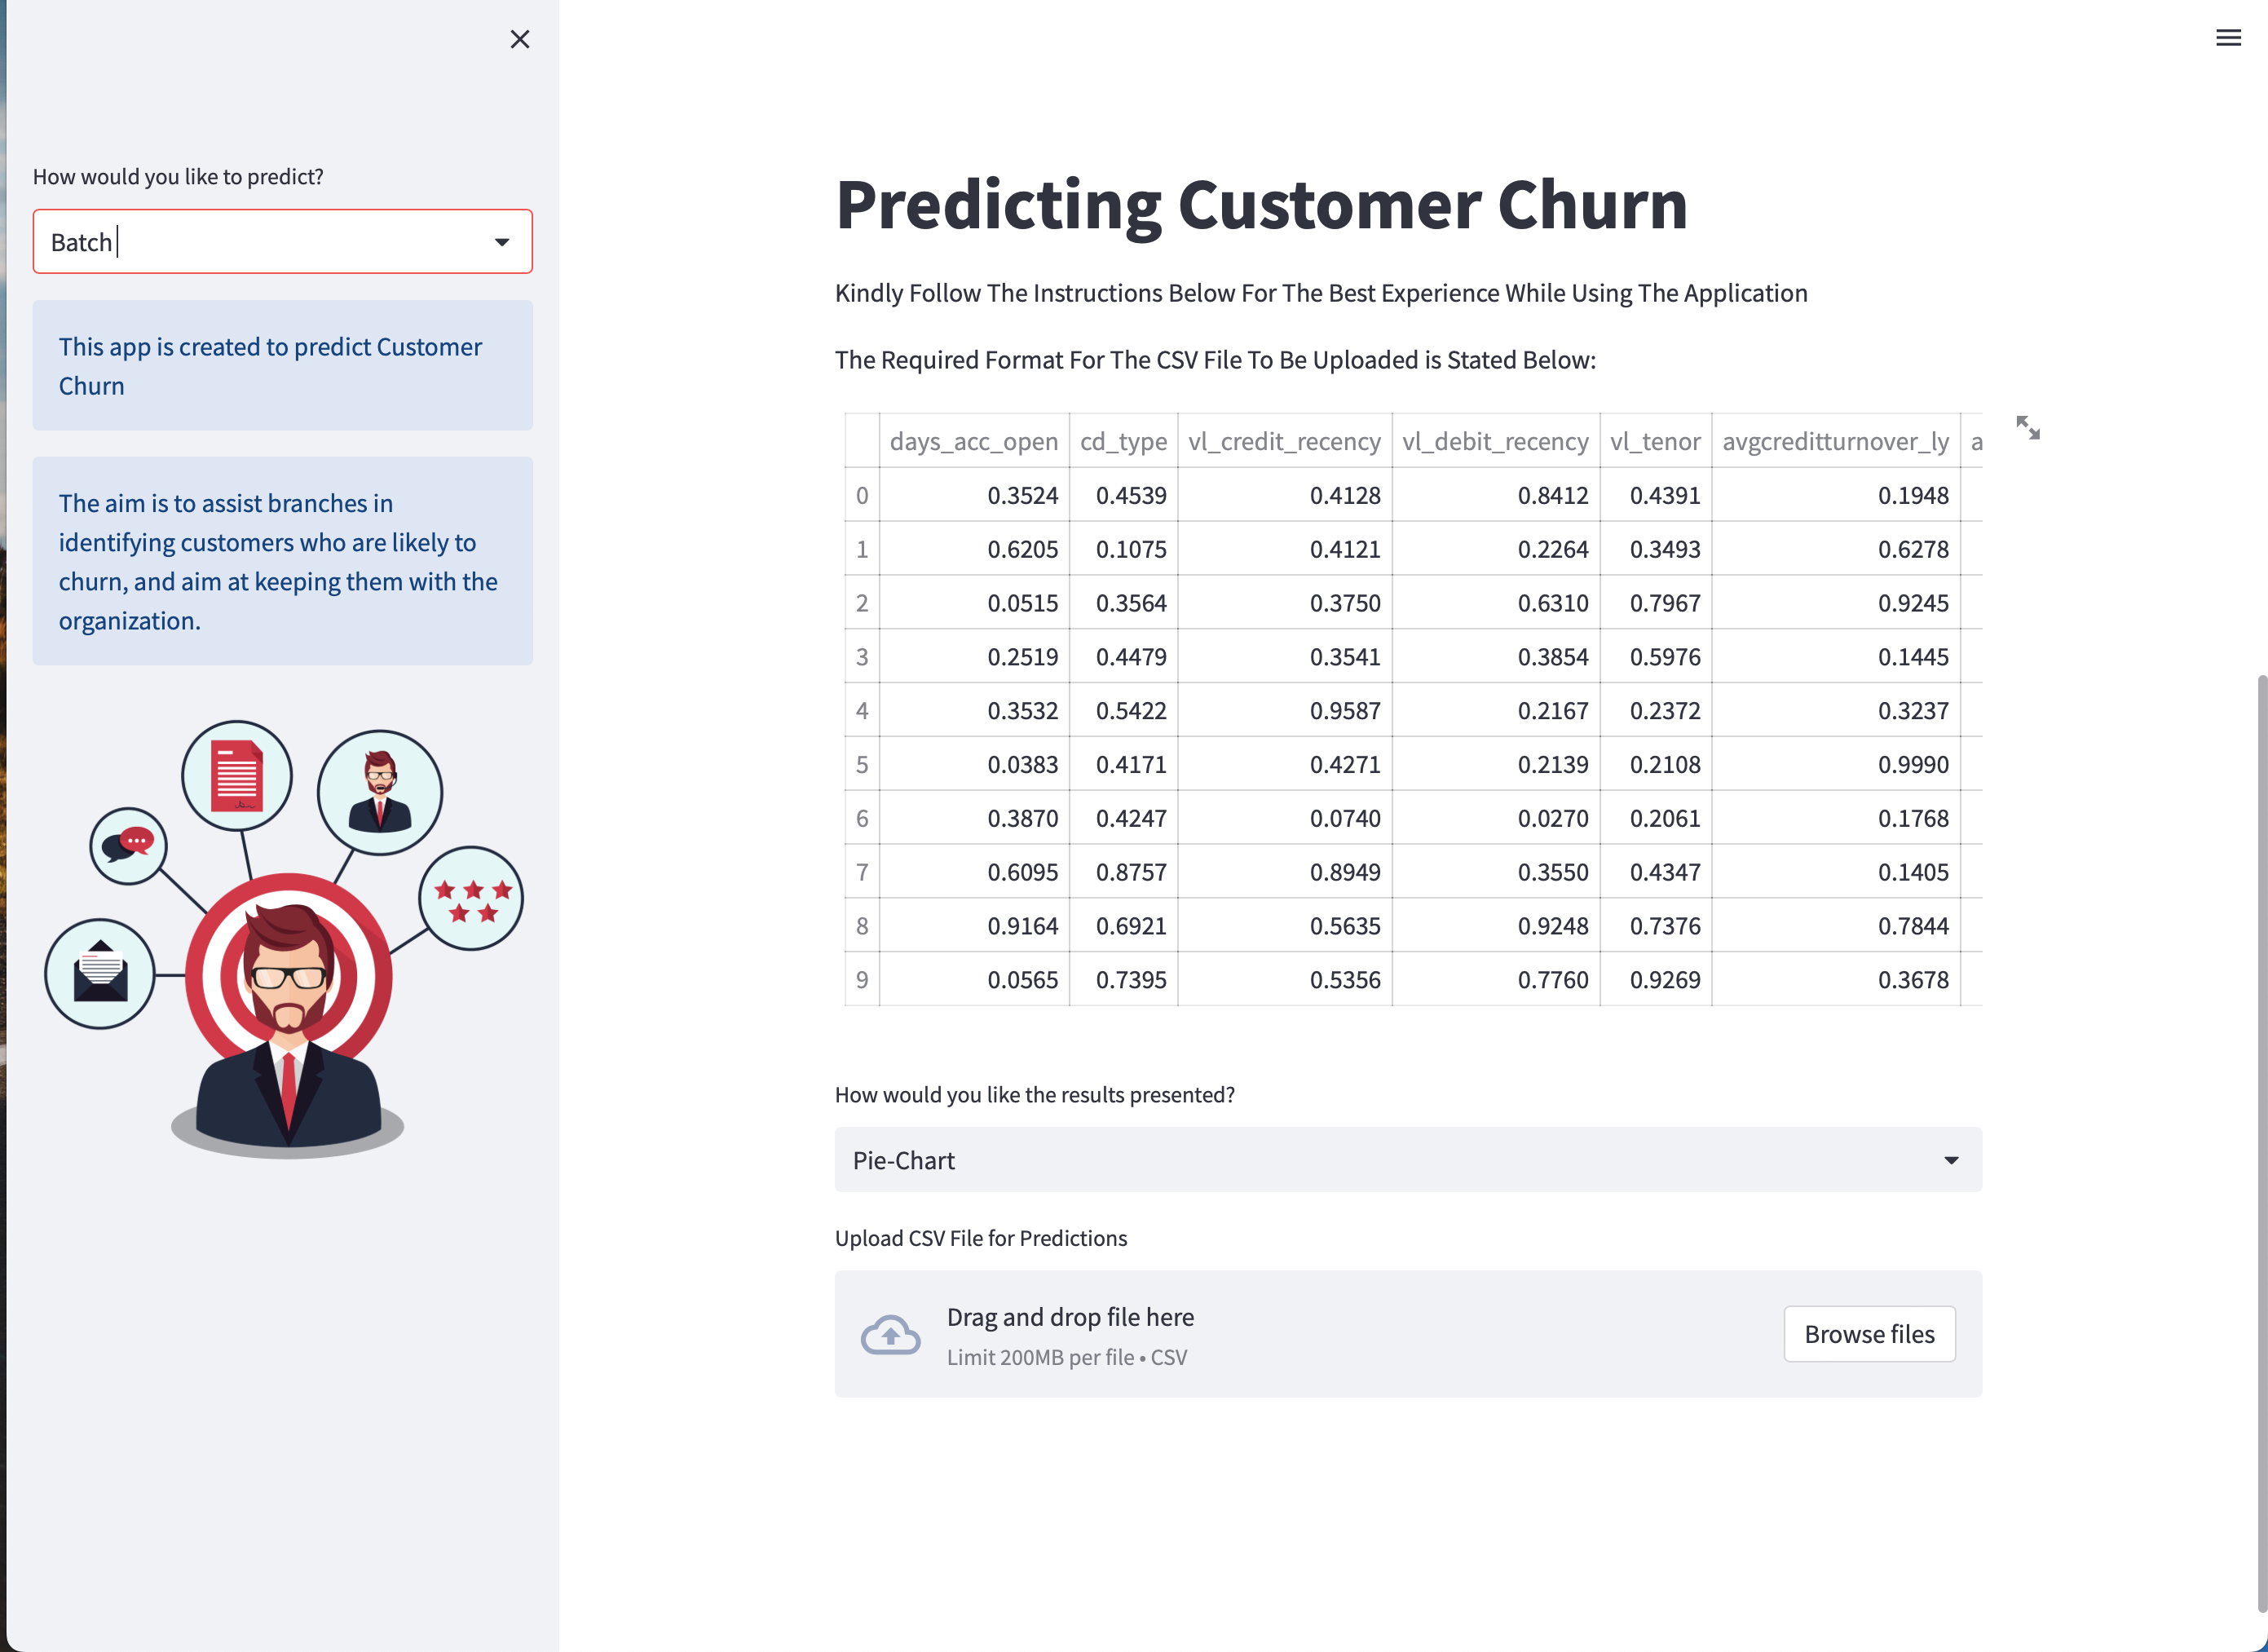 How would you like to predict?
Batch
This app is created to predict Customer
Churn
The aim is to assist branches in
identifying customers who are likely to
churn, and aim at keeping them with the
organization.
Predicting Customer Churn
Kindly Follow The Instructions Below For The Best Experience While Using The Application
The Required Format For The CSV File To Be Uploaded is Stated Below:
days_acc_open cd_type vl_credit_recency vl_debit_recency vl_tenor avgcreditturnover_ly a
0 0.3524 0.4539 0.4128 0.8412 0.4391 0.1948
1 0.6205 0.1075 0.4121 0.2264 0.3493 0.6278
2 0.0515 0.3564 0.3750 0.6310 0.7967 0.9245
3 0.2519 0.4479 0.3541 0.3854 0.5976 0.1445
4 0.3532 0.5422 0.9587 0.2167 0.2372 0.3237
5 0.0383 0.4171 0.4271 0.2139 0.2108 0.9990
6 0.3870 0.4247 0.0740 0.0270 0.2061 0.1768
7 0.6095 0.8757 0.8949 0.3550 0.4347 0.1405
8 0.9164 0.6921 0.5635 0.9248 0.7376 0.7844
9 0.0565 0.7395 0.5356 0.7760 0.9269 0.3678
How would you like the results presented?
Pie-Chart
Upload CSV File for Predictions
Drag and drop file here
Limit 200MB per file • CSV
Browse files